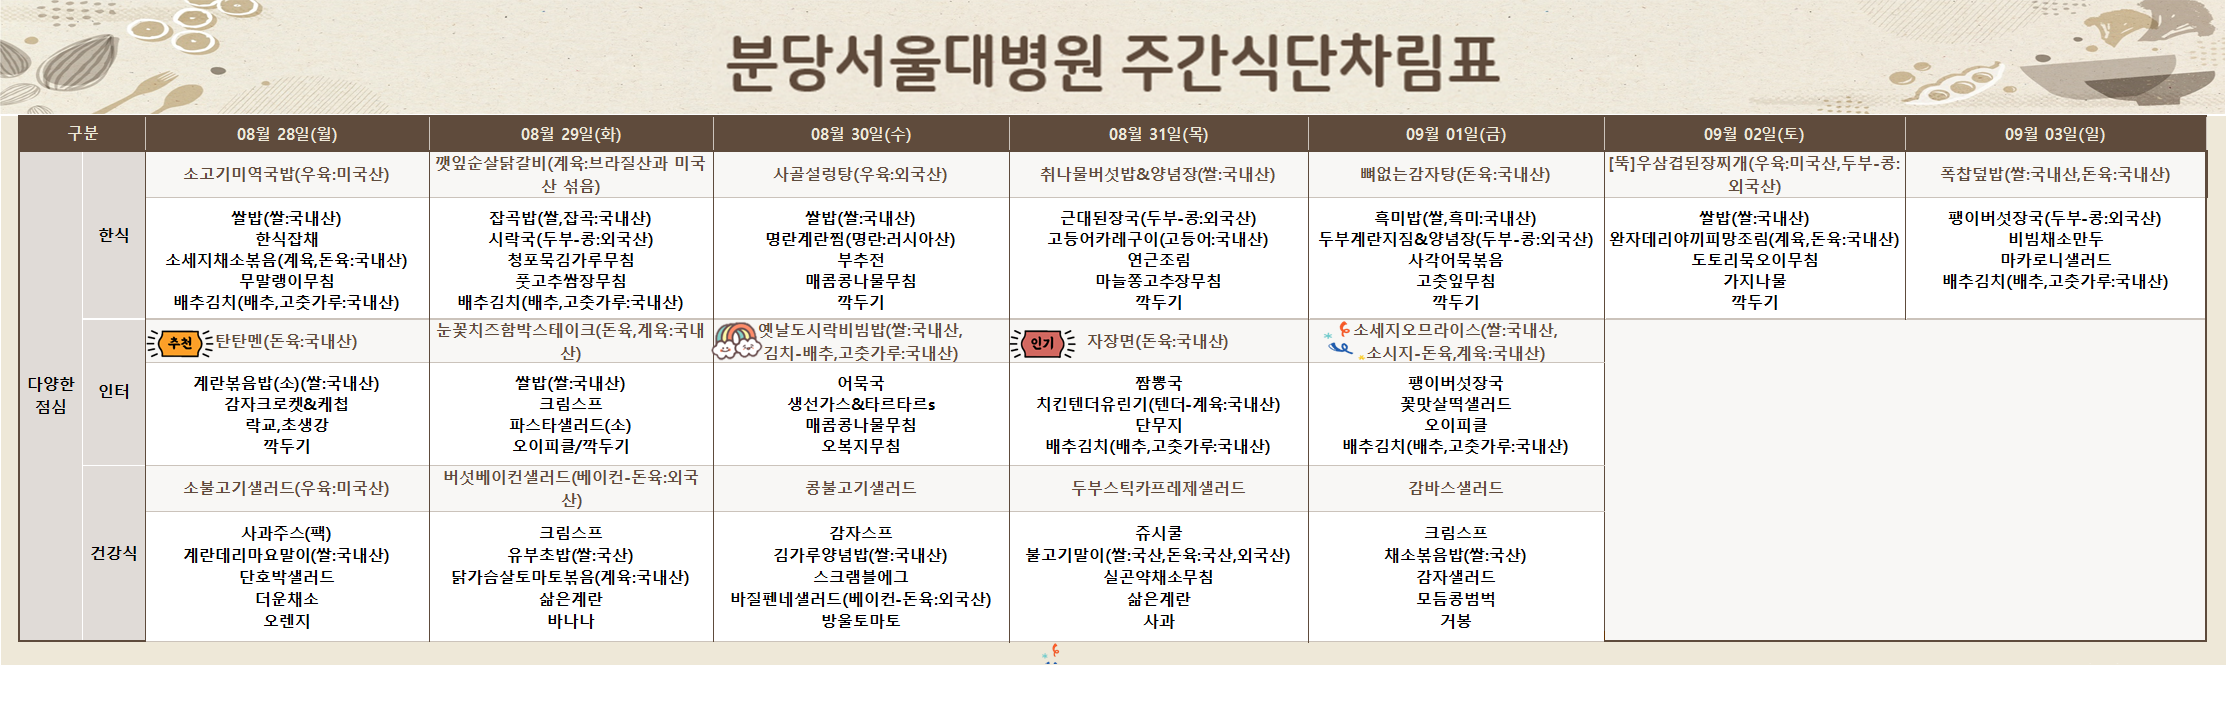 분당서울대병원 주간식단차림표
구분
08월 28일(월)
08월 29일(화)
08월 30일(수)
08월 31일(목)
09월 01일(금)
09월 02일(토)
09월 03일(일)
다양한
점심
한식
소고기미역국밥(우육:미국산)
깻잎순살닭갈비(계육:브라질산과 미국
산 섞음)
사골설렁탕(우육:외국산)
취나물버섯밥&양념장(쌀:국내산)
뼈없는감자탕(돈육:국내산)
[뚝]우삼겹된장찌개(우육:미국산,두부-콩:
외국산)
폭찹덮밥(쌀:국내산,돈육:국내산)
쌀밥(쌀:국내산)
한식잡채
소세지채소볶음(계육,돈육:국내산)
무말랭이무침
배추김치(배추,고춧가루:국내산)
잡곡밥(쌀,잡곡:국내산)
시락국(두부-콩:외국산)
청포묵김가루무침
풋고추쌈장무침
배추김치(배추,고춧가루:국내산)
쌀밥(쌀:국내산)
명란계란찜(명란:러시아산)
부추전
매콤콩나물무침
깍두기
근대된장국(두부-콩:외국산)
고등어카레구이(고등어:국내산)
연근조림
마늘쫑고추장무침
깍두기
흑미밥(쌀,흑미:국내산)
두부계란지짐&양념장(두부-콩:외국산)
사각어묵볶음
고춧잎무침
깍두기
쌀밥(쌀:국내산)
완자데리야끼피망조림(계육,돈육:국내산)
도토리묵오이무침
가지나물
깍두기
팽이버섯장국(두부-콩:외국산)
비빔채소만두
마카로니샐러드
배추김치(배추,고춧가루:국내산)
인터
추천
탄탄멘(돈육:국내산)
눈꽃치즈함박스테이크(돈육,계육:국내
산)
옛날도시락비빔밥(쌀:국내산,
김치-배추,고춧가루:국내산)
인기
자장면(돈육:국내산)
소세지오므라이스(쌀:국내산,
소시지-돈육,계육:국내산)
계란볶음밥(소)(쌀:국내산)
감자크로켓&케첩
락교,초생강
깍두기
쌀밥(쌀:국내산)
크림스프
파스타샐러드(소)
오이피클/깍두기
어묵국
생선가스&타르타르s
매콤콩나물무침
오복지무침
짬뽕국
치킨텐더유린기(텐더-계육:국내산)
단무지
배추김치(배추,고춧가루:국내산)
팽이버섯장국
꽃맛살떡샐러드
오이피클
배추김치(배추,고춧가루:국내산)
건강식
소불고기샐러드(우육:미국산)
버섯베이컨샐러드(베이컨-돈육:외국
산)
콩불고기샐러드
두부스틱카프레제샐러드
감바스샐러드
사과주스(팩)
계란데리마요말이(쌀:국내산)
단호박샐러드
더운채소
오렌지
크림스프
유부초밥(쌀:국산)
닭가슴살토마토볶음(계육:국내산)
삶은계란
바나나
감자스프
김가루양념밥(쌀:국내산)
스크램블에그
바질펜네샐러드(베이컨-돈육:외국산)
방울토마토
쥬시쿨
불고기말이(쌀:국산,돈육:국산,외국산)
실곤약채소무침
삶은계란
사과
크림스프
채소볶음밥(쌀:국산)
감자샐러드
모듬콩범벅
거봉